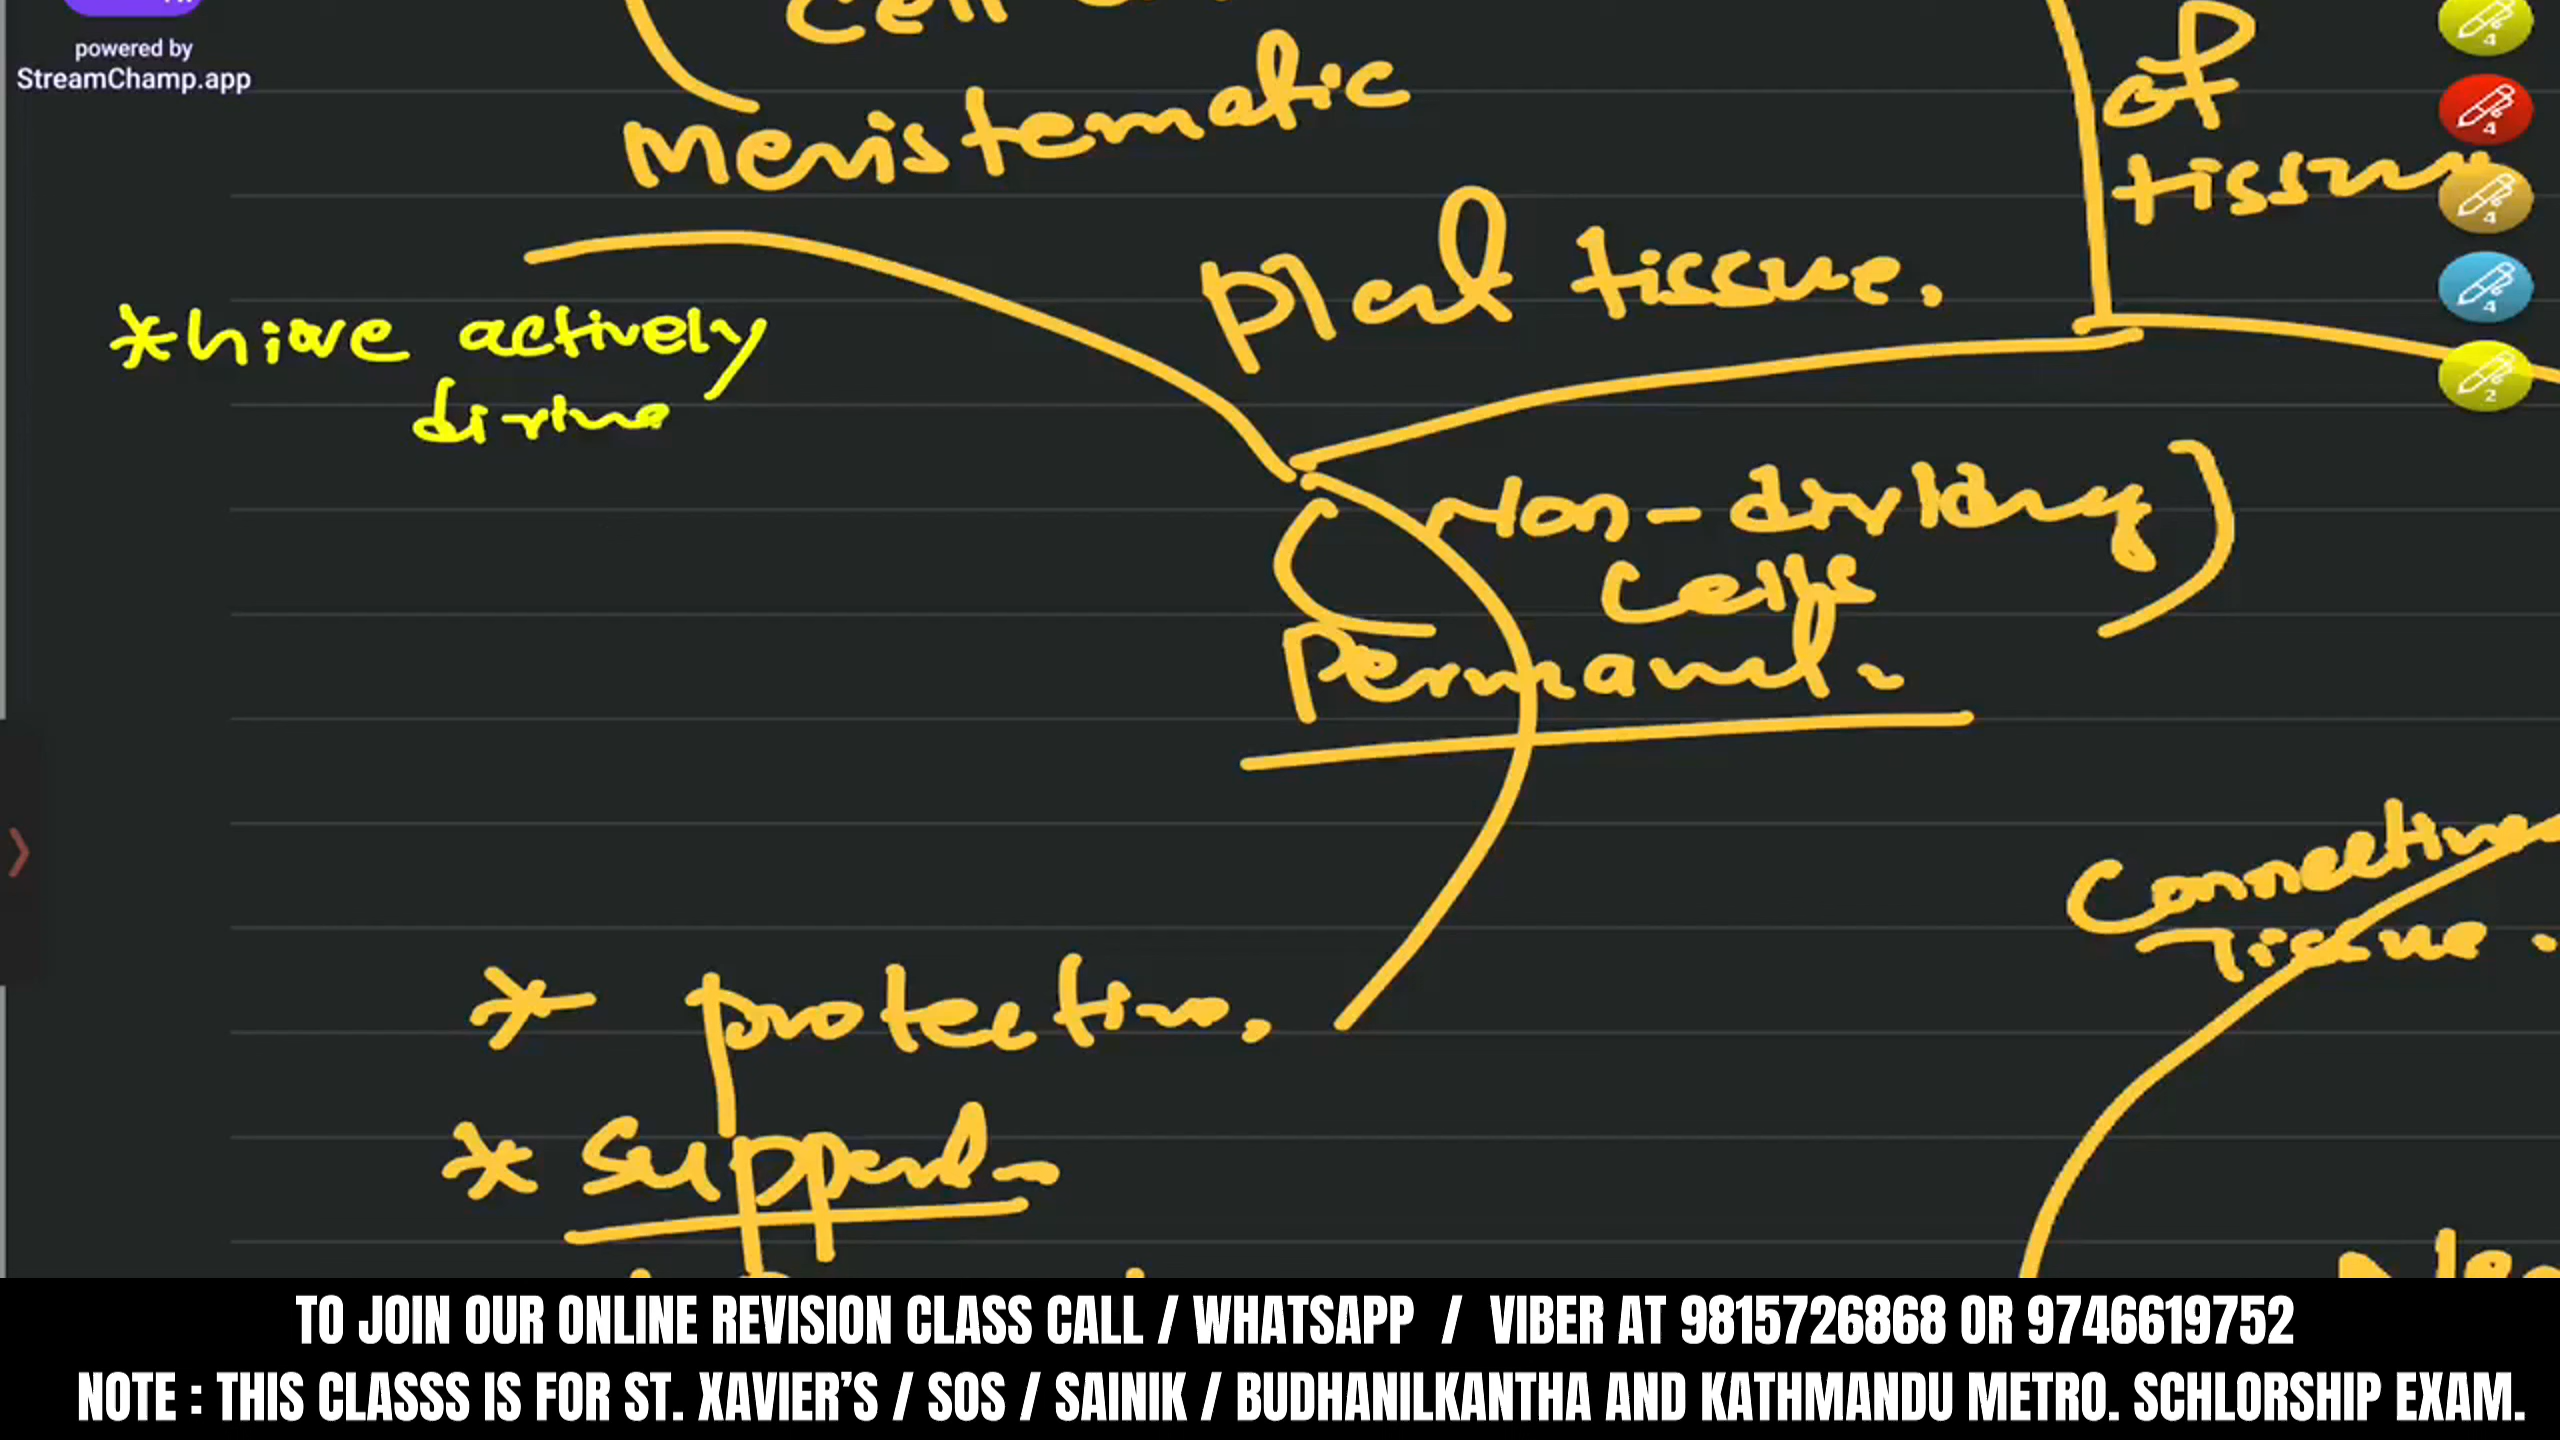 powered by
StreamChamp.app
Cell
Meristematic
of
tissue
Plant tissue.
*hiave actively
Non-dividing
cells
Permanent
Connective
Tissue.
* protective.
* Support
TO JOIN OUR ONLINE REVISION CLASS CALL / WHATSAPP / VIBER AT 9815726868 OR 9746619752
NOTE : THIS CLASSS IS FOR ST. XAVIER'S / SOS / SAINIK / BUDHANILKANTHA AND KATHMANDU METRO. SCHLORSHIP EXAM.